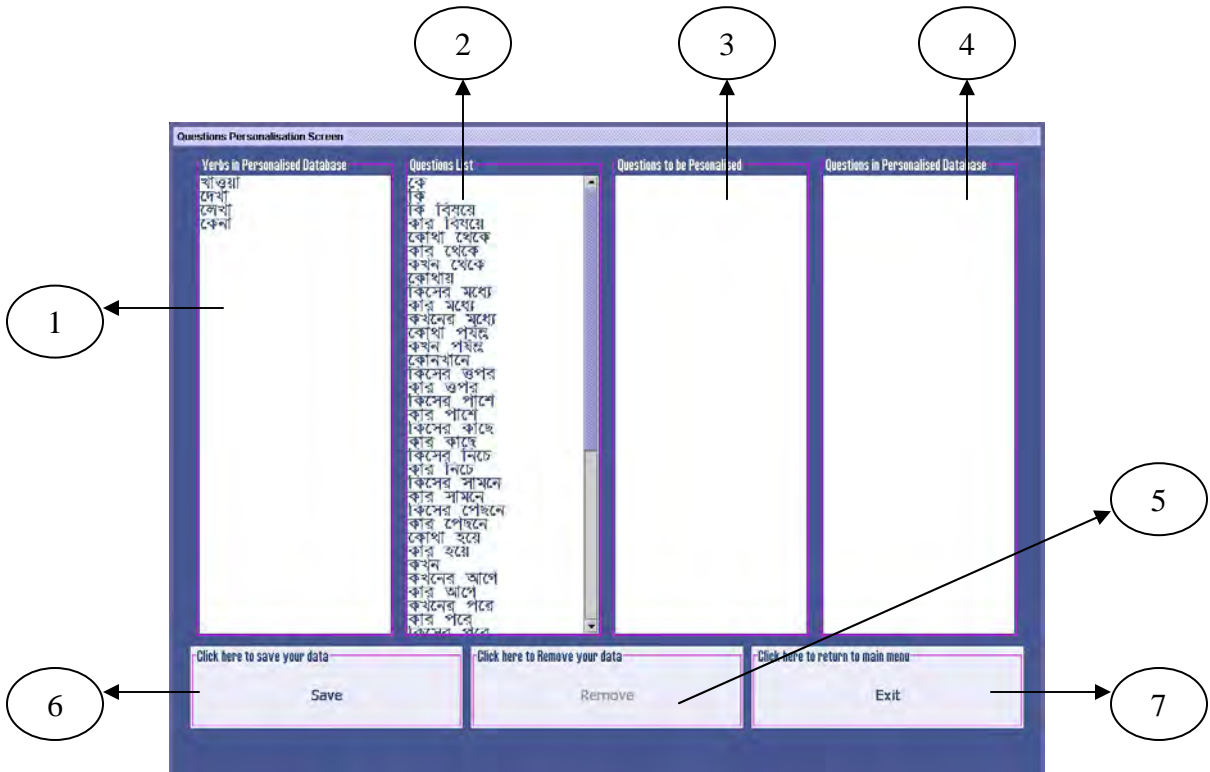 2
3
4
Questions Personalisation Screen
Verbs in Personalised Database
খাওয়া
দেখা
লেখা
কেনা
Questions List
কে
কি
কি বিষয়ে
কার বিষয়ে
কোথা থেকে
কার থেকে
কখন থেকে
কোথায়
কিসের মধ্যে
কার মধ্যে
কখনের মধ্যে
কোথা পর্যন্ত
কখন পর্যন্ত
কোনখানে
কিসের ওপর
কার ওপর
কিসের পাশে
কার পাশে
কিসের কাছে
কার কাছে
কিসের নিচে
কার নিচে
কিসের সামনে
কার সামনে
কিসের পেছনে
কার পেছনে
কোথা হয়ে
কার হয়ে
কখন
কখনের আগে
কার আগে
কখনের পরে
কার পরে
কিসের পরে
Questions to be Pesonalised
Questions in Personalised Database
1
5
Click here to save your data
Save
Click here to Remove your data
Remove
Click here to return to main menu
Exit
6
7